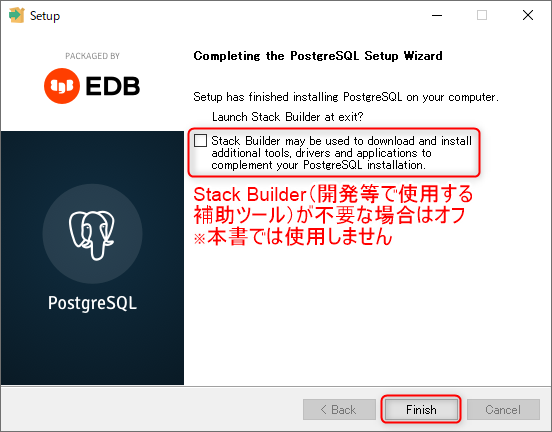 Setup
PACKAGED BY
EDB
Completing the PostgreSQL Setup Wizard
Setup has finished installing PostgreSQL on your computer.
Launch Stack Builder at exit?
Stack Builder may be used to download and install
additional tools, drivers and applications to
complement your PostgreSQL installation.
Stack Builder（開発等で使用する
補助ツール）が不要な場合はオフ
※本書では使用しません
PostgreSQL
< Back
Finish
Cancel